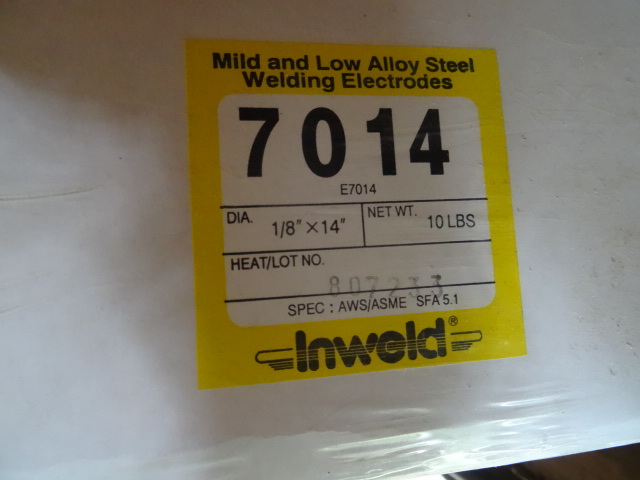 Mild and Low Alloy Steel
Welding Electrodes
7014
E7014
DIA. 1/8" × 14" NET WT. 10 LBS
HEAT/LOT NO.
807233
SPEC : AWS/ASME SFA 5.1
Inweld®